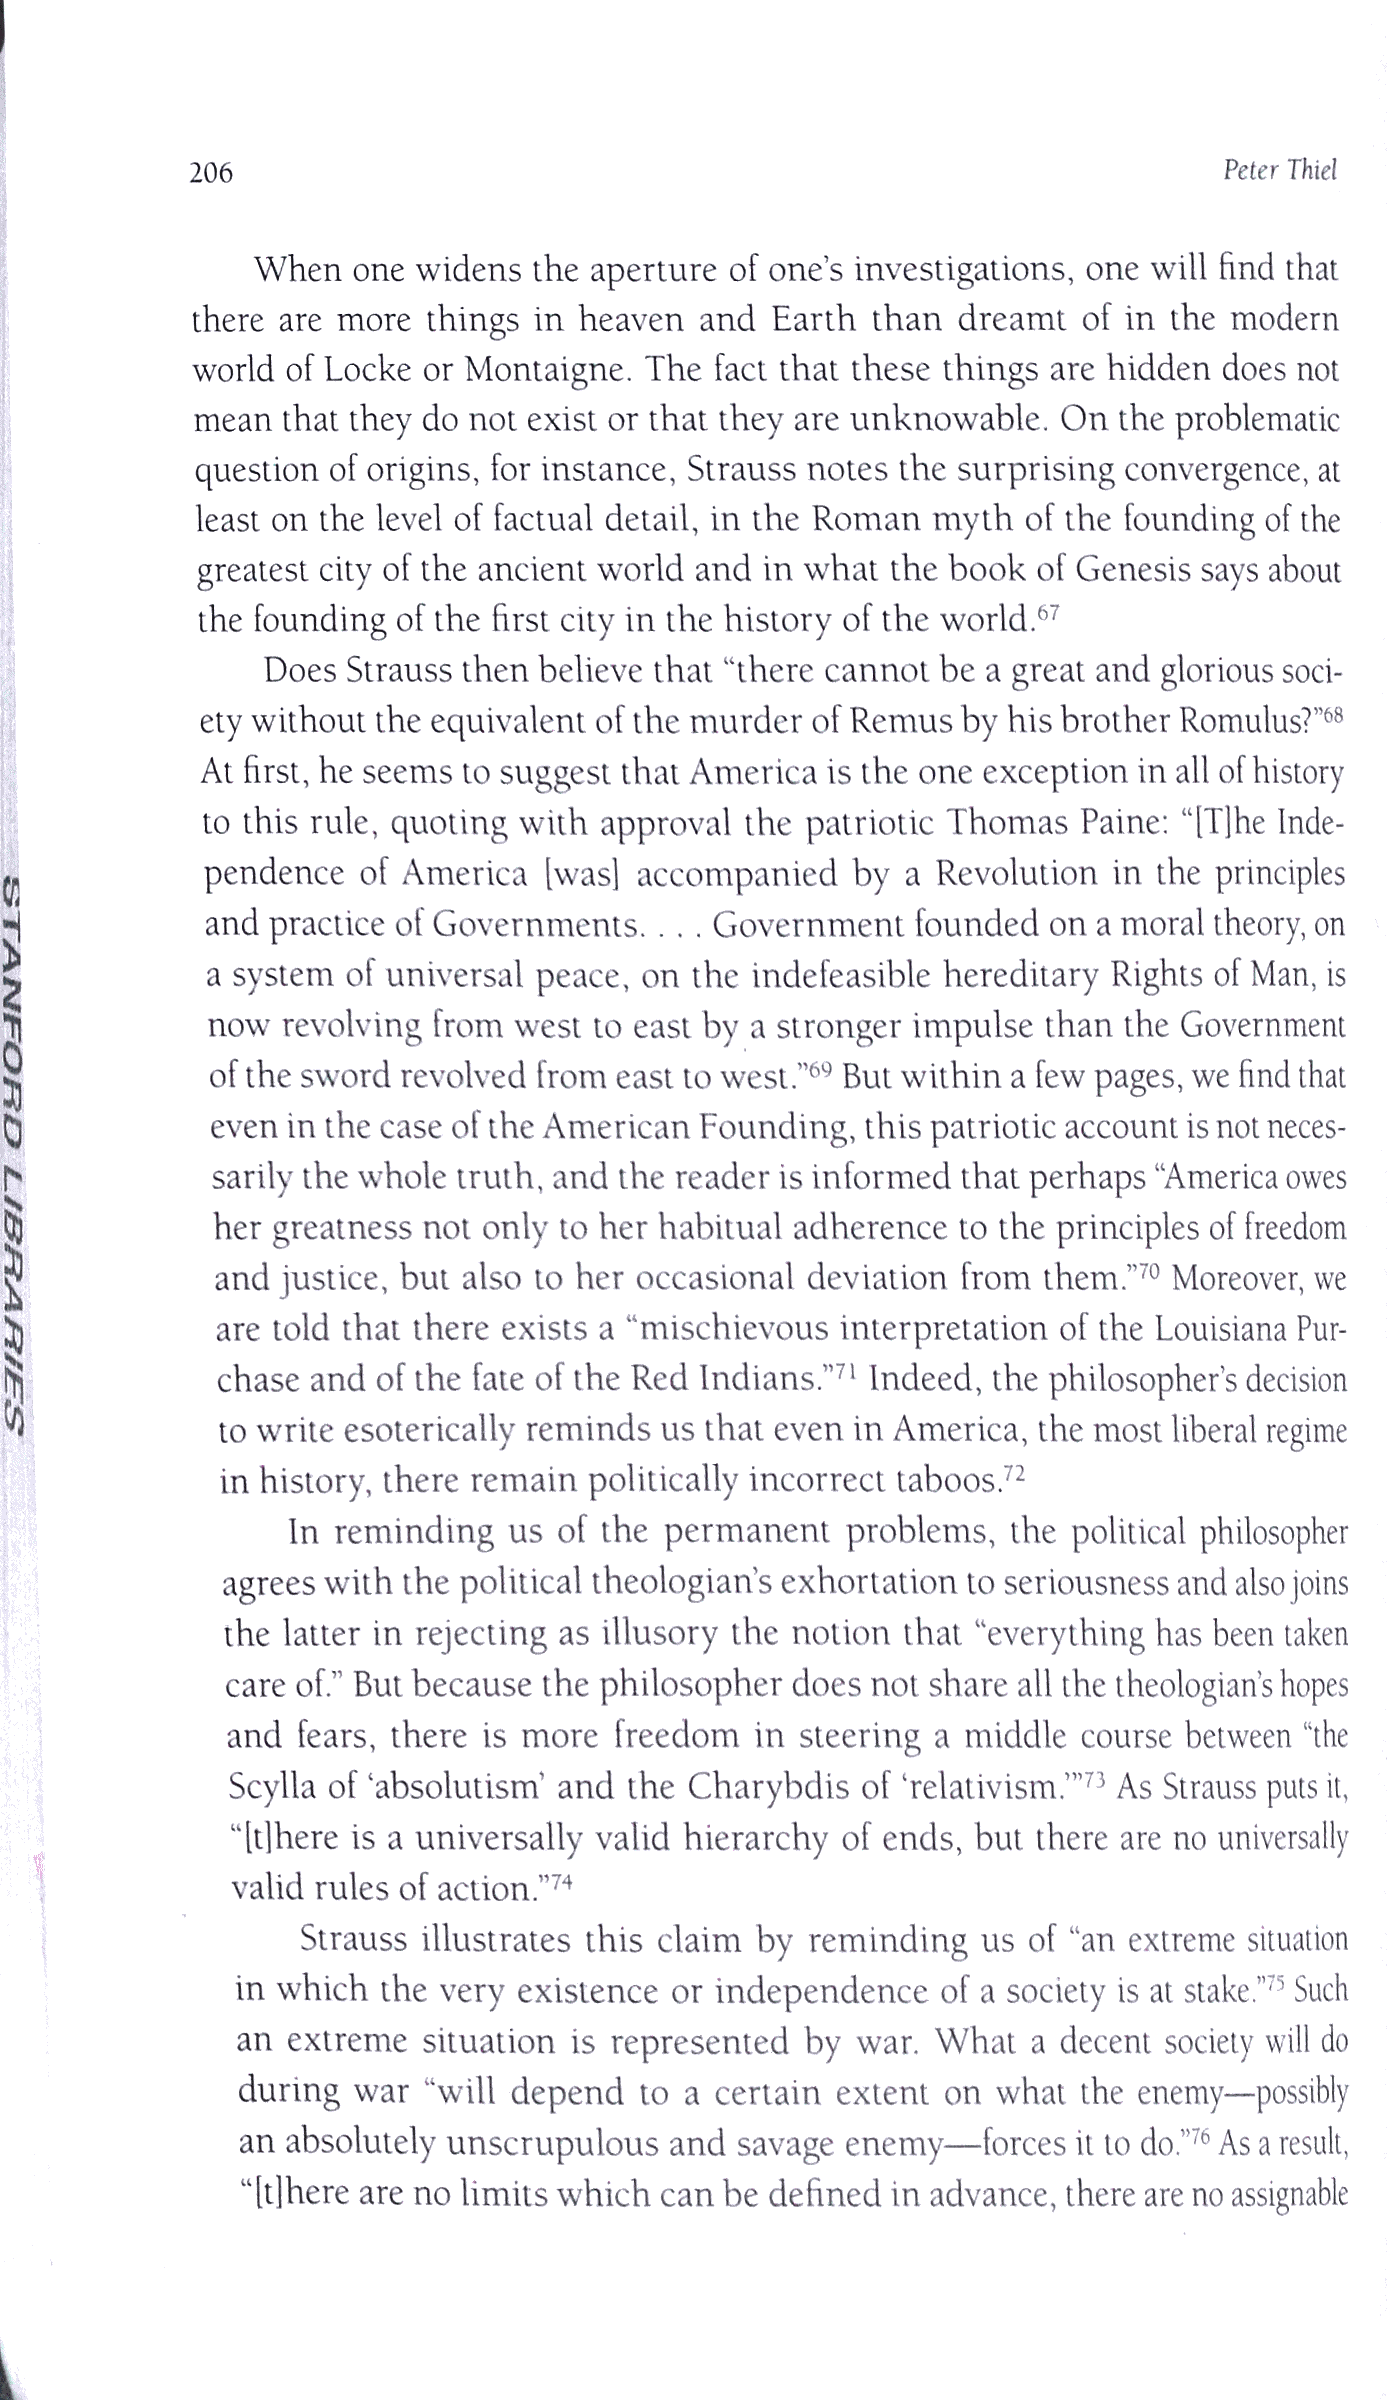 206
Peter Thiel
When one widens the aperture of one's investigations, one will find that
there are more things in heaven and Earth than dreamt of in the modern
world of Locke or Montaigne. The fact that these things are hidden does not
mean that they do not exist or that they are unknowable. On the problematic
question of origins, for instance, Strauss notes the surprising convergence, at
least on the level of factual detail, in the Roman myth of the founding of the
greatest city of the ancient world and in what the book of Genesis says about
the founding of the first city in the history of the world.67
Does Strauss then believe that “there cannot be a great and glorious soci-
ety without the equivalent of the murder of Remus by his brother Romulus?”68
At first, he seems to suggest that America is the one exception in all of history
to this rule, quoting with approval the patriotic Thomas Paine: “[T]he Inde-
pendence of America [was] accompanied by a Revolution in the principles
and practice of Governments. . . . Government founded on a moral theory, on
a system of universal peace, on the indefeasible hereditary Rights of Man, is
now revolving from west to east by a stronger impulse than the Government
of the sword revolved from east to west.”69 But within a few pages, we find that
even in the case of the American Founding, this patriotic account is not neces-
sarily the whole truth, and the reader is informed that perhaps “America owes
her greatness not only to her habitual adherence to the principles of freedom
and justice, but also to her occasional deviation from them.”70 Moreover, we
are told that there exists a “mischievous interpretation of the Louisiana Pur-
chase and of the fate of the Red Indians.”71 Indeed, the philosopher's decision
to write esoterically reminds us that even in America, the most liberal regime
in history, there remain politically incorrect taboos.72
In reminding us of the permanent problems, the political philosopher
agrees with the political theologian's exhortation to seriousness and also joins
the latter in rejecting as illusory the notion that “everything has been taken
care of.” But because the philosopher does not share all the theologian's hopes
and fears, there is more freedom in steering a middle course between “the
Scylla of ‘absolutism’ and the Charybdis of ‘relativism.’”73 As Strauss puts it,
“[t]here is a universally valid hierarchy of ends, but there are no universally
valid rules of action.”74
Strauss illustrates this claim by reminding us of “an extreme situation
in which the very existence or independence of a society is at stake.”75 Such
an extreme situation is represented by war. What a decent society will do
during war “will depend to a certain extent on what the enemy—possibly
an absolutely unscrupulous and savage enemy—forces it to do.”76 As a result,
“[t]here are no limits which can be defined in advance, there are no assignable
STANFORD LIBRARIES